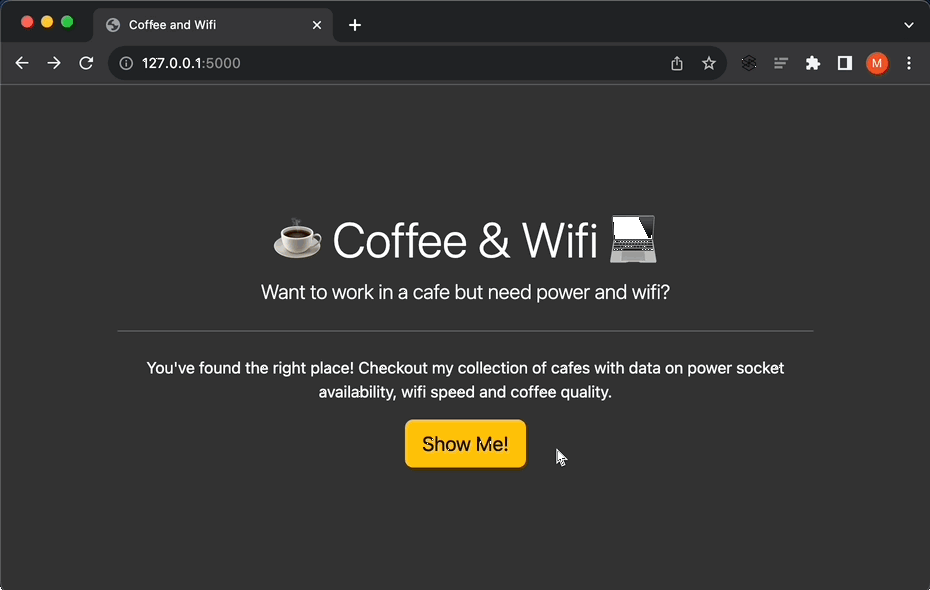 Coffee and Wifi
127.0.0.1:5000
M
☕ Coffee & Wifi 💻
Want to work in a cafe but need power and wifi?
You've found the right place! Checkout my collection of cafes with data on power socket
availability, wifi speed and coffee quality.
Show Me!